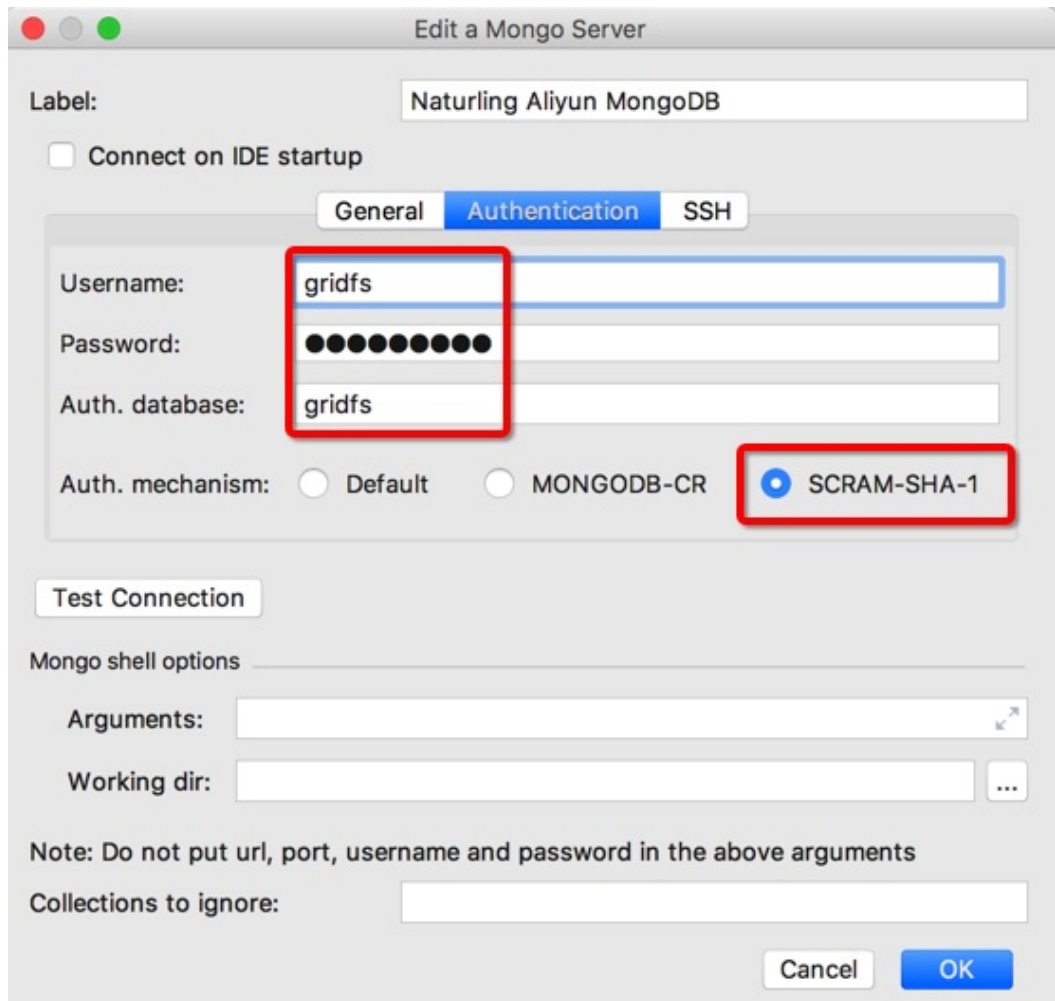 Edit a Mongo Server
Label: Naturling Aliyun MongoDB
Connect on IDE startup
General Authentication SSH
Username: gridfs
Password: ●●●●●●●●●
Auth. database: gridfs
Auth. mechanism: Default MONGODB-CR SCRAM-SHA-1
Test Connection
Mongo shell options
Arguments:
Working dir: ...
Note: Do not put url, port, username and password in the above arguments
Collections to ignore:
Cancel OK